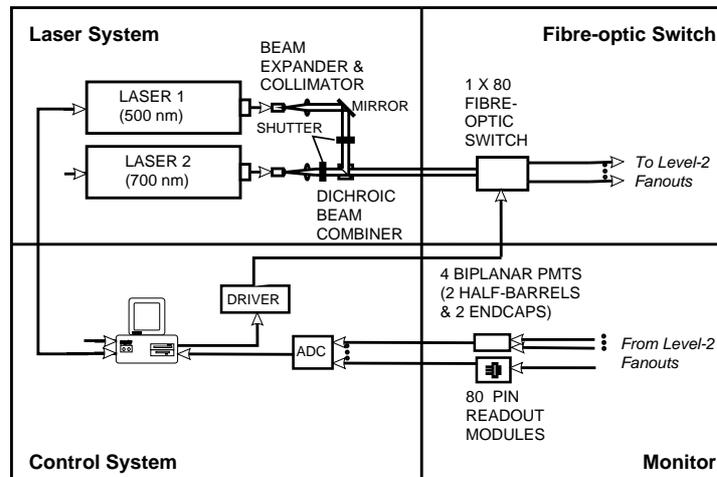 Laser System
Fibre-optic Switch
BEAM
EXPANDER &
COLLIMATOR
LASER 1
(500 nm)
MIRROR
SHUTTER
LASER 2
(700 nm)
DICHROIC
BEAM
COMBINER
1 X 80
FIBRE-
OPTIC
SWITCH
To Level-2
Fanouts
DRIVER
ADC
4 BIPLANAR PMTS
(2 HALF-BARRELS
& 2 ENDCAPS)
From Level-2
Fanouts
80 PIN
READOUT
MODULES
Control System
Monitor